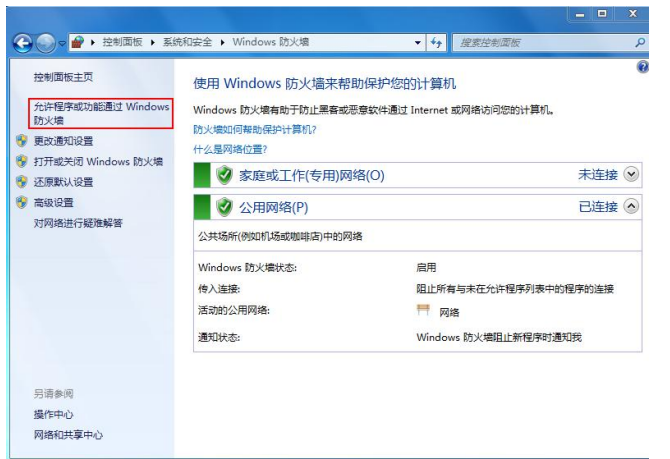 控制面板 ▸ 系统和安全 ▸ Windows 防火墙
搜索控制面板
控制面板主页
允许程序或功能通过 Windows
防火墙
更改通知设置
打开或关闭 Windows 防火墙
还原默认设置
高级设置
对网络进行疑难解答
另请参阅
操作中心
网络和共享中心
使用 Windows 防火墙来帮助保护您的计算机
Windows 防火墙有助于防止黑客或恶意软件通过 Internet 或网络访问您的计算机。
防火墙如何帮助保护计算机?
什么是网络位置?
家庭或工作(专用)网络(O) 未连接
公用网络(P) 已连接
公共场所(例如机场或咖啡店)中的网络
Windows 防火墙状态: 启用
传入连接: 阻止所有与未在允许程序列表中的程序的连接
活动的公用网络: 网络
通知状态: Windows 防火墙阻止新程序时通知我